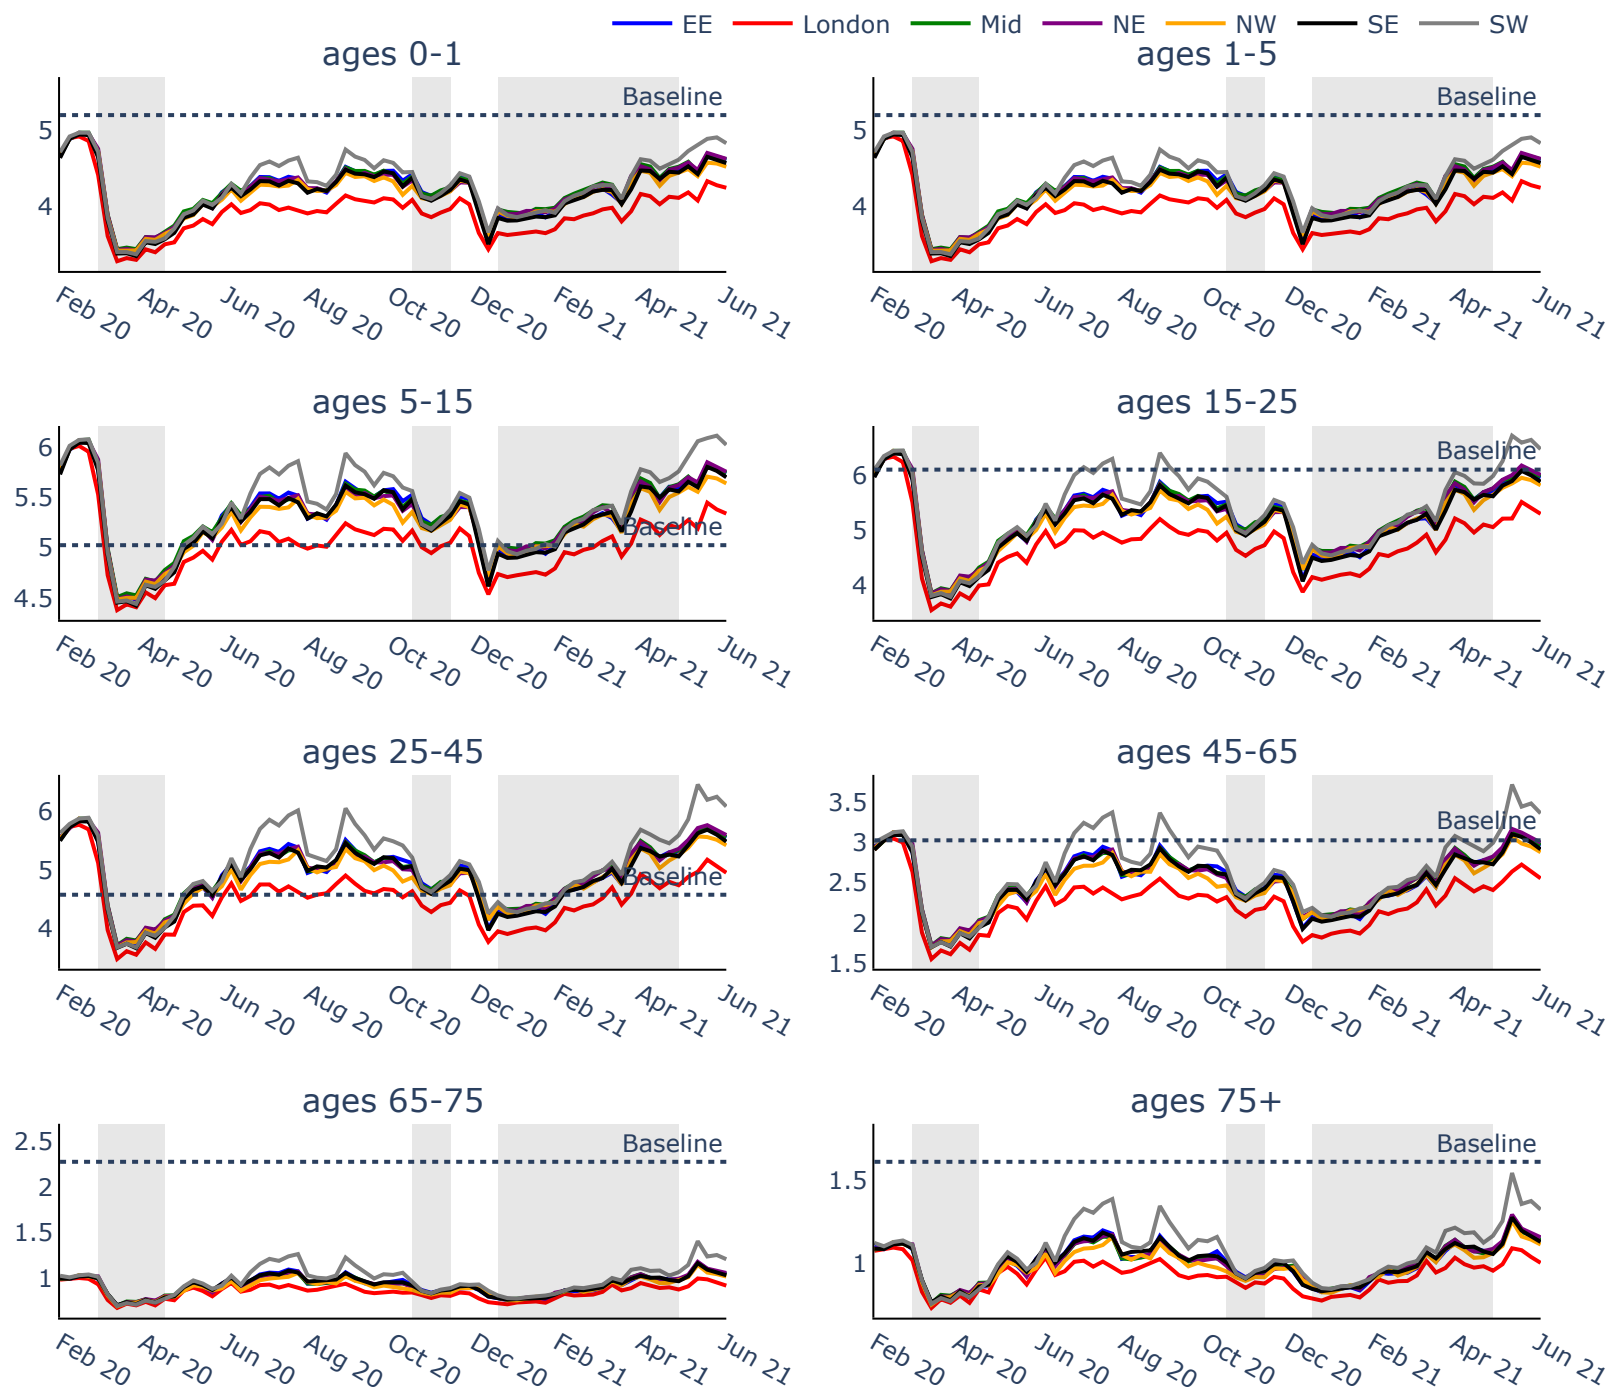 EE London Mid NE NW SE SW
ages 0-1
ages 1-5
Baseline
5
4
Feb 20 Apr 20 Jun 20 Aug 20 Oct 20 Dec 20 Feb 21 Apr 21 Jun 21
Baseline
5
4
Feb 20 Apr 20 Jun 20 Aug 20 Oct 20 Dec 20 Feb 21 Apr 21 Jun 21
ages 5-15
ages 15-25
Baseline
6
5.5
5
4.5
Feb 20 Apr 20 Jun 20 Aug 20 Oct 20 Dec 20 Feb 21 Apr 21 Jun 21
Baseline
6
5
4
Feb 20 Apr 20 Jun 20 Aug 20 Oct 20 Dec 20 Feb 21 Apr 21 Jun 21
ages 25-45
ages 45-65
Baseline
6
5
4
Feb 20 Apr 20 Jun 20 Aug 20 Oct 20 Dec 20 Feb 21 Apr 21 Jun 21
Baseline
3.5
3
2.5
2
1.5
Feb 20 Apr 20 Jun 20 Aug 20 Oct 20 Dec 20 Feb 21 Apr 21 Jun 21
ages 65-75
ages 75+
Baseline
2.5
2
1.5
1
Feb 20 Apr 20 Jun 20 Aug 20 Oct 20 Dec 20 Feb 21 Apr 21 Jun 21
Baseline
1.5
1
Feb 20 Apr 20 Jun 20 Aug 20 Oct 20 Dec 20 Feb 21 Apr 21 Jun 21